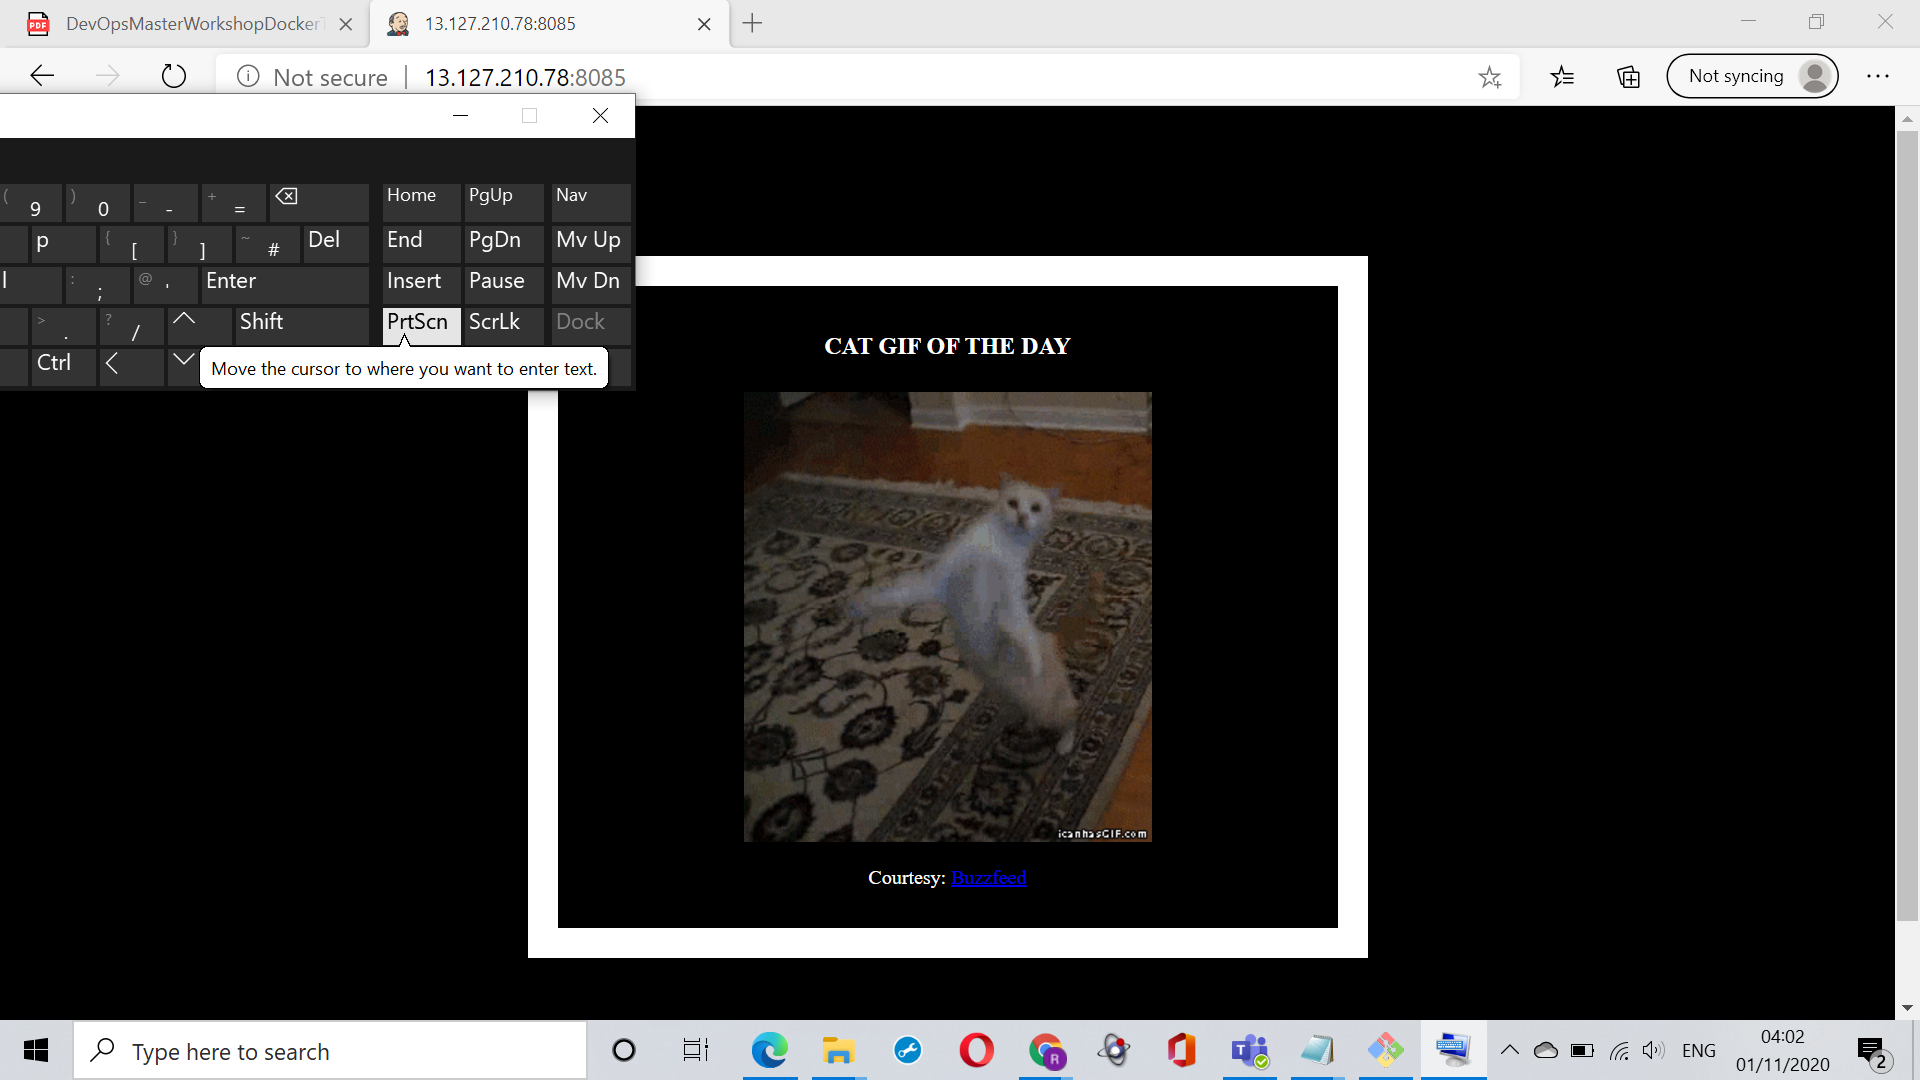 DevOpsMasterWorkshopDocker
13.127.210.78:8085
Not secure | 13.127.210.78:8085
Not syncing
( 9 ) 0 _ - + = Home PgUp Nav
p { [ } ] ~ # Del End PgDn Mv Up
l : ; @ ' Enter Insert Pause Mv Dn
> . ? / Shift PrtScn ScrLk Dock
Ctrl
Move the cursor to where you want to enter text.
CAT GIF OF THE DAY
icanhasGIF.com
Courtesy: Buzzfeed
Type here to search
ENG
04:02
01/11/2020
2